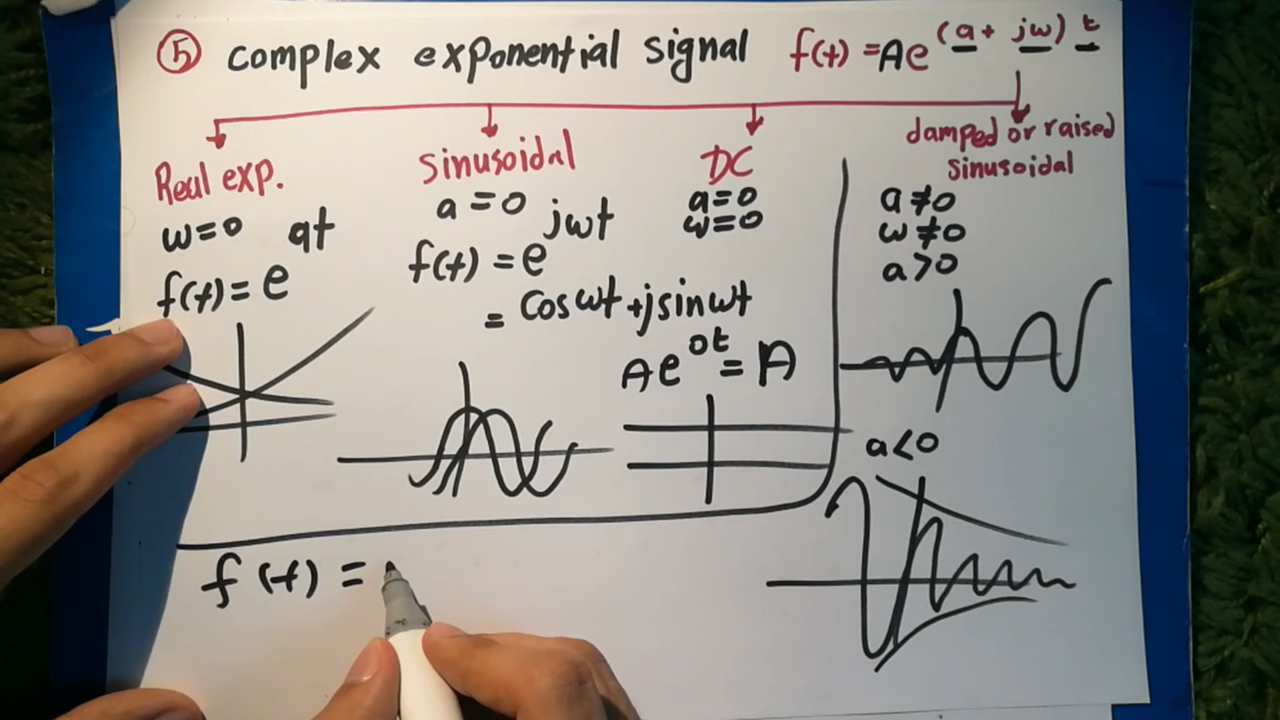 ⑤ complex exponential signal f(t) = Ae^(a + jw) t
Real exp.
w=0
f(t) = e^at
sinusoidal
a = 0
f(t) = e^jwt
= Cos wt + j sin wt
DC
a=0
w=0
Ae^0t = A
damped or raised
sinusoidal
a ≠ 0
w ≠ 0
a > 0
a < 0
f(t) =